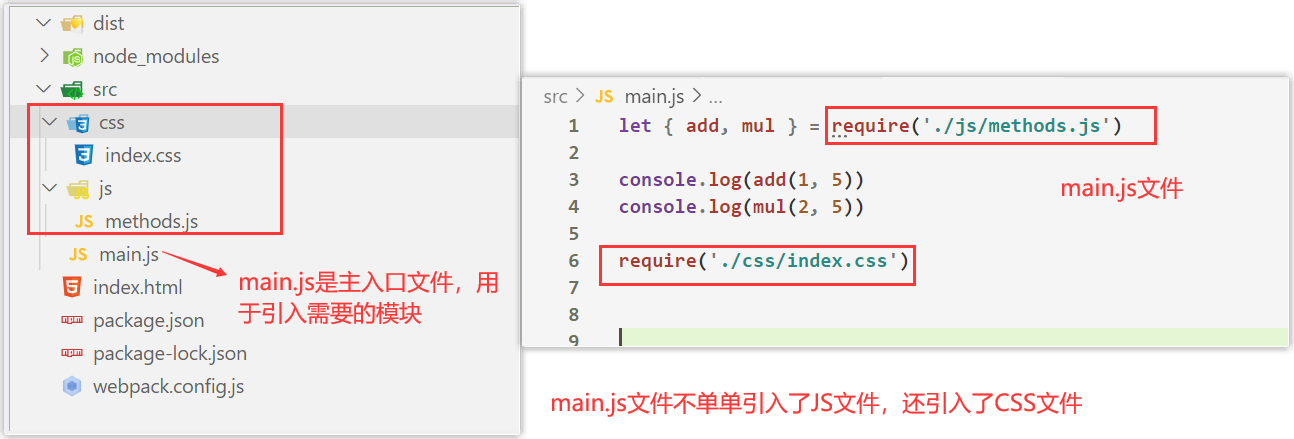 dist
node_modules
src
css
index.css
js
JS methods.js
JS main.js
index.html
package.json
package-lock.json
webpack.config.js
main.js是主入口文件，用
于引入需要的模块
src > JS main.js > ...
1 let { add, mul } = require('./js/methods.js')
2
3 console.log(add(1, 5))
4 console.log(mul(2, 5))
5
6 require('./css/index.css')
7
8
9
main.js文件
main.js文件不单单引入了JS文件，还引入了CSS文件